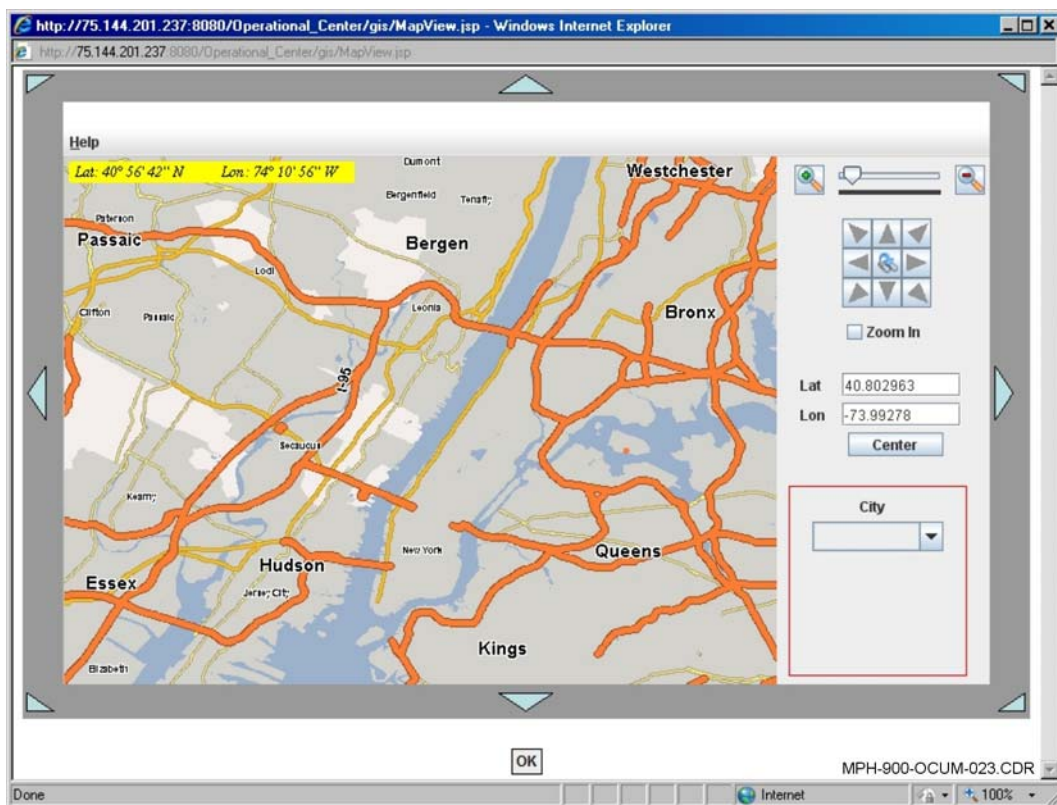 http://75.144.201.237:8080/Operational_Center/gis/MapView.jsp - Windows Internet Explorer
http://75.144.201.237:8080/Operational_Center/gis/MapView.jsp
Help
Lat: 40° 56' 42" N Lon: 74° 10' 56" W
Dumont
Westchester
Bergenfield
Tenafly
Paterson
Passaic
Bergen
Lodi
Leonia
Clifton
Passaic
Bronx
Zoom In
I-95
Lat 40.802963
Lon -73.99278
Center
Secaucus
Kearny
City
New York
Queens
Hudson
Essex
Jersey City
Kings
Elizabeth
OK
MPH-900-OCUM-023.CDR
Done
Internet
100%